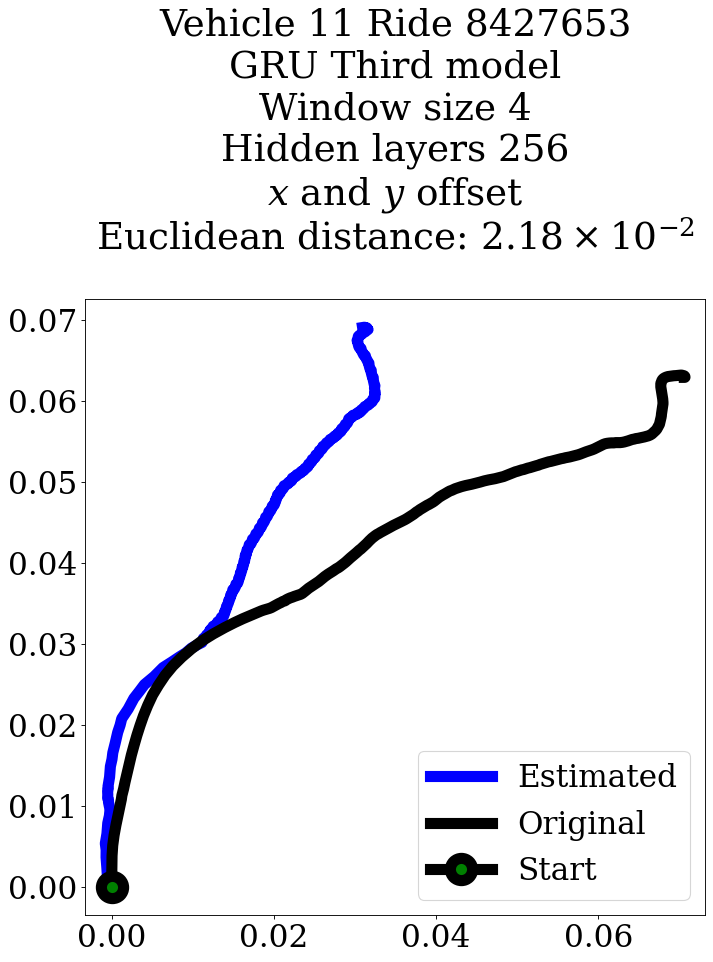 Vehicle 11 Ride 8427653
GRU Third model
Window size 4
Hidden layers 256
x and y offset
Euclidean distance: 2.18 × 10⁻²
0.07
0.06
0.05
0.04
0.03
0.02
0.01
0.00
Estimated
Original
Start
0.00 0.02 0.04 0.06